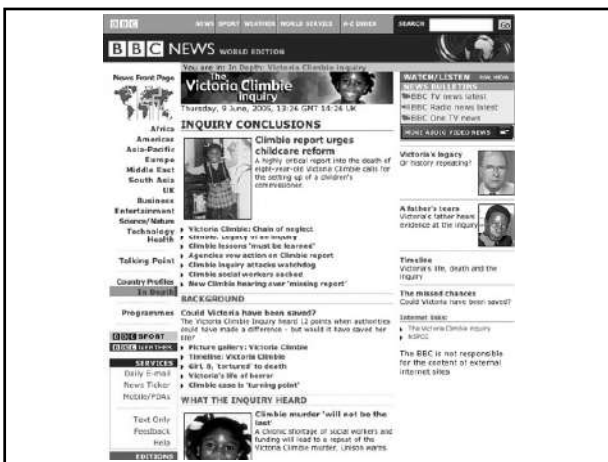 BBC
NEWS SPORT WEATHER WORLD SERVICE A-Z INDEX
SEARCH
Go
BBC NEWS WORLD EDITION
You are in: In Depth: Victoria Climbie Inquiry
News Front Page
Africa
Americas
Asia-Pacific
Europe
Middle East
South Asia
UK
Business
Entertainment
Science/Nature
Technology
Health
Talking Point
Country Profiles
In Depth
Programmes
BBC SPORT
BBC WEATHER
SERVICES
Daily E-mail
News Ticker
Mobile/PDAs
Text Only
Feedback
Help
EDITIONS
The
Victoria Climbie
Inquiry
Thursday, 9 June, 2005, 13:26 GMT 14:26 UK
INQUIRY CONCLUSIONS
Climbie report urges
childcare reform
A highly critical report into the death of
eight-year-old Victoria Climbie calls for
the setting up of a children's
commissioner.
Victoria Climbie: Chain of neglect
Climbie: Legacy of an inquiry
Climbie lessons 'must be learned'
Agencies vow action on Climbie report
Climbie inquiry attacks watchdog
Climbie social workers sacked
New Climbie hearing over 'missing report'
BACKGROUND
Could Victoria have been saved?
The Victoria Climbie Inquiry heard 12 points when authorities
could have made a difference - but would it have saved her
Picture gallery: Victoria Climbie
Timeline: Victoria Climbie
Girl, 8, 'tortured' to death
Victoria's life of horror
Climbie case is 'turning point'
WHAT THE INQUIRY HEARD
Climbie murder 'will not be the
last'
A chronic shortage of social workers and
funding will lead to a repeat of the
Victoria Climbie murder, Unison warns.
WATCH/LISTEN
NEWS BULLETINS
BBC TV news latest
BBC Radio news latest
BBC One TV news
MORE AUDIO VIDEO NEWS
Victoria's legacy
Or history repeating?
A father's tears
Victoria's father hears
evidence at the inquiry
Timeline
Victoria's life, death and the
inquiry
The missed chances
Could Victoria have been saved?
Internet links:
The Victoria Climbie Inquiry
NSPCC
The BBC is not responsible
for the content of external
internet sites